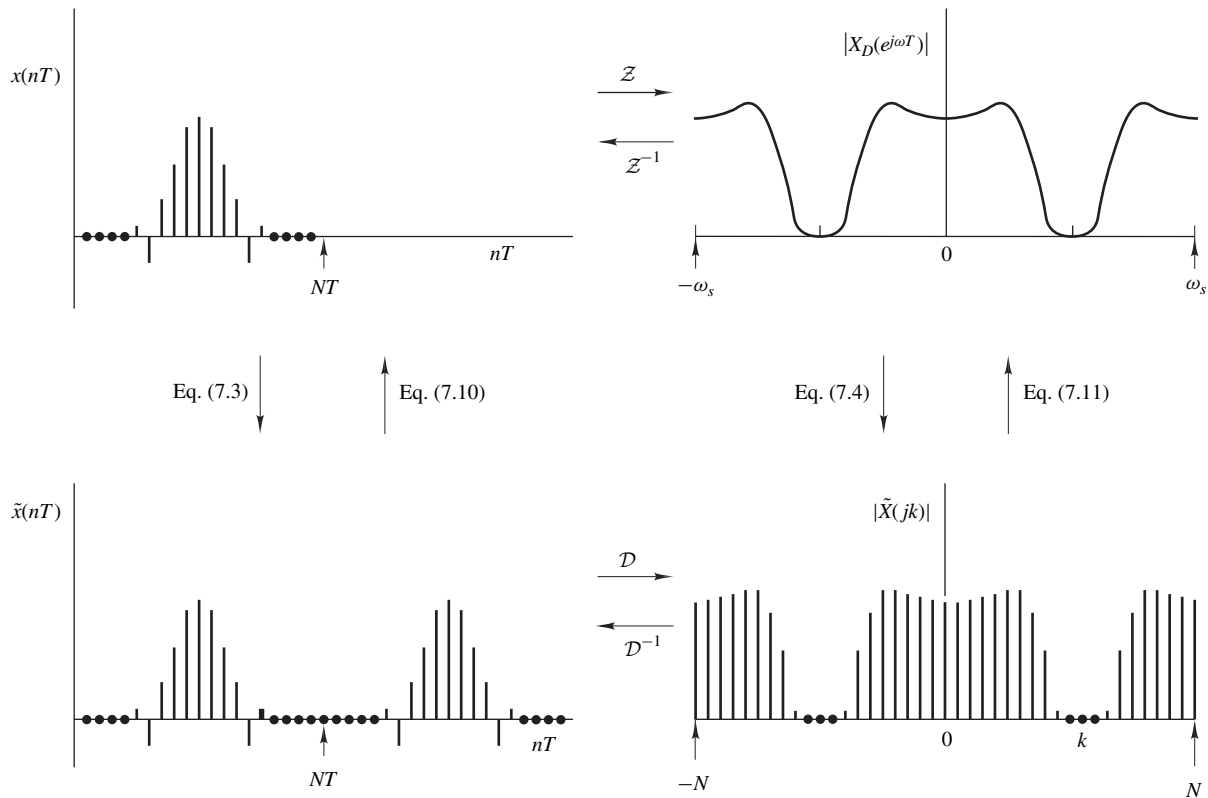 x(nT)
nT
NT
𝒵
𝒵⁻¹
|X_D(e^{jωT})|
0
−ω_s
ω_s
Eq. (7.3)
Eq. (7.10)
Eq. (7.4)
Eq. (7.11)
x̃(nT)
nT
NT
𝒟
𝒟⁻¹
|X̃(jk)|
0
k
−N
N